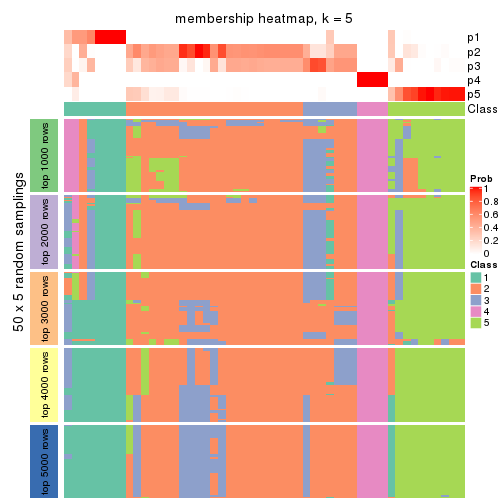 membership heatmap, k = 5
p1
p2
p3
p4
p5
Class
50 x 5 random samplings
top 1000 rows
top 2000 rows
top 3000 rows
top 4000 rows
top 5000 rows
Prob
1
0.8
0.6
0.4
0.2
0
Class
1
2
3
4
5